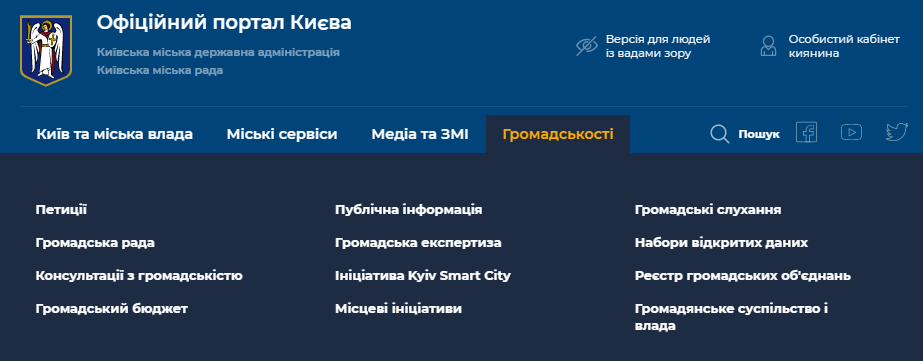 Офіційний портал Києва
Київська міська державна адміністрація
Київська міська рада
Версія для людей
із вадами зору
Особистий кабінет
киянина
Київ та міська влада
Міські сервіси
Медіа та ЗМІ
Громадськості
Пошук
Петиції
Публічна інформація
Громадські слухання
Громадська рада
Громадська експертиза
Набори відкритих даних
Консультації з громадськістю
Ініціатива Kyiv Smart City
Реєстр громадських об'єднань
Громадський бюджет
Місцеві ініціативи
Громадянське суспільство і
влада